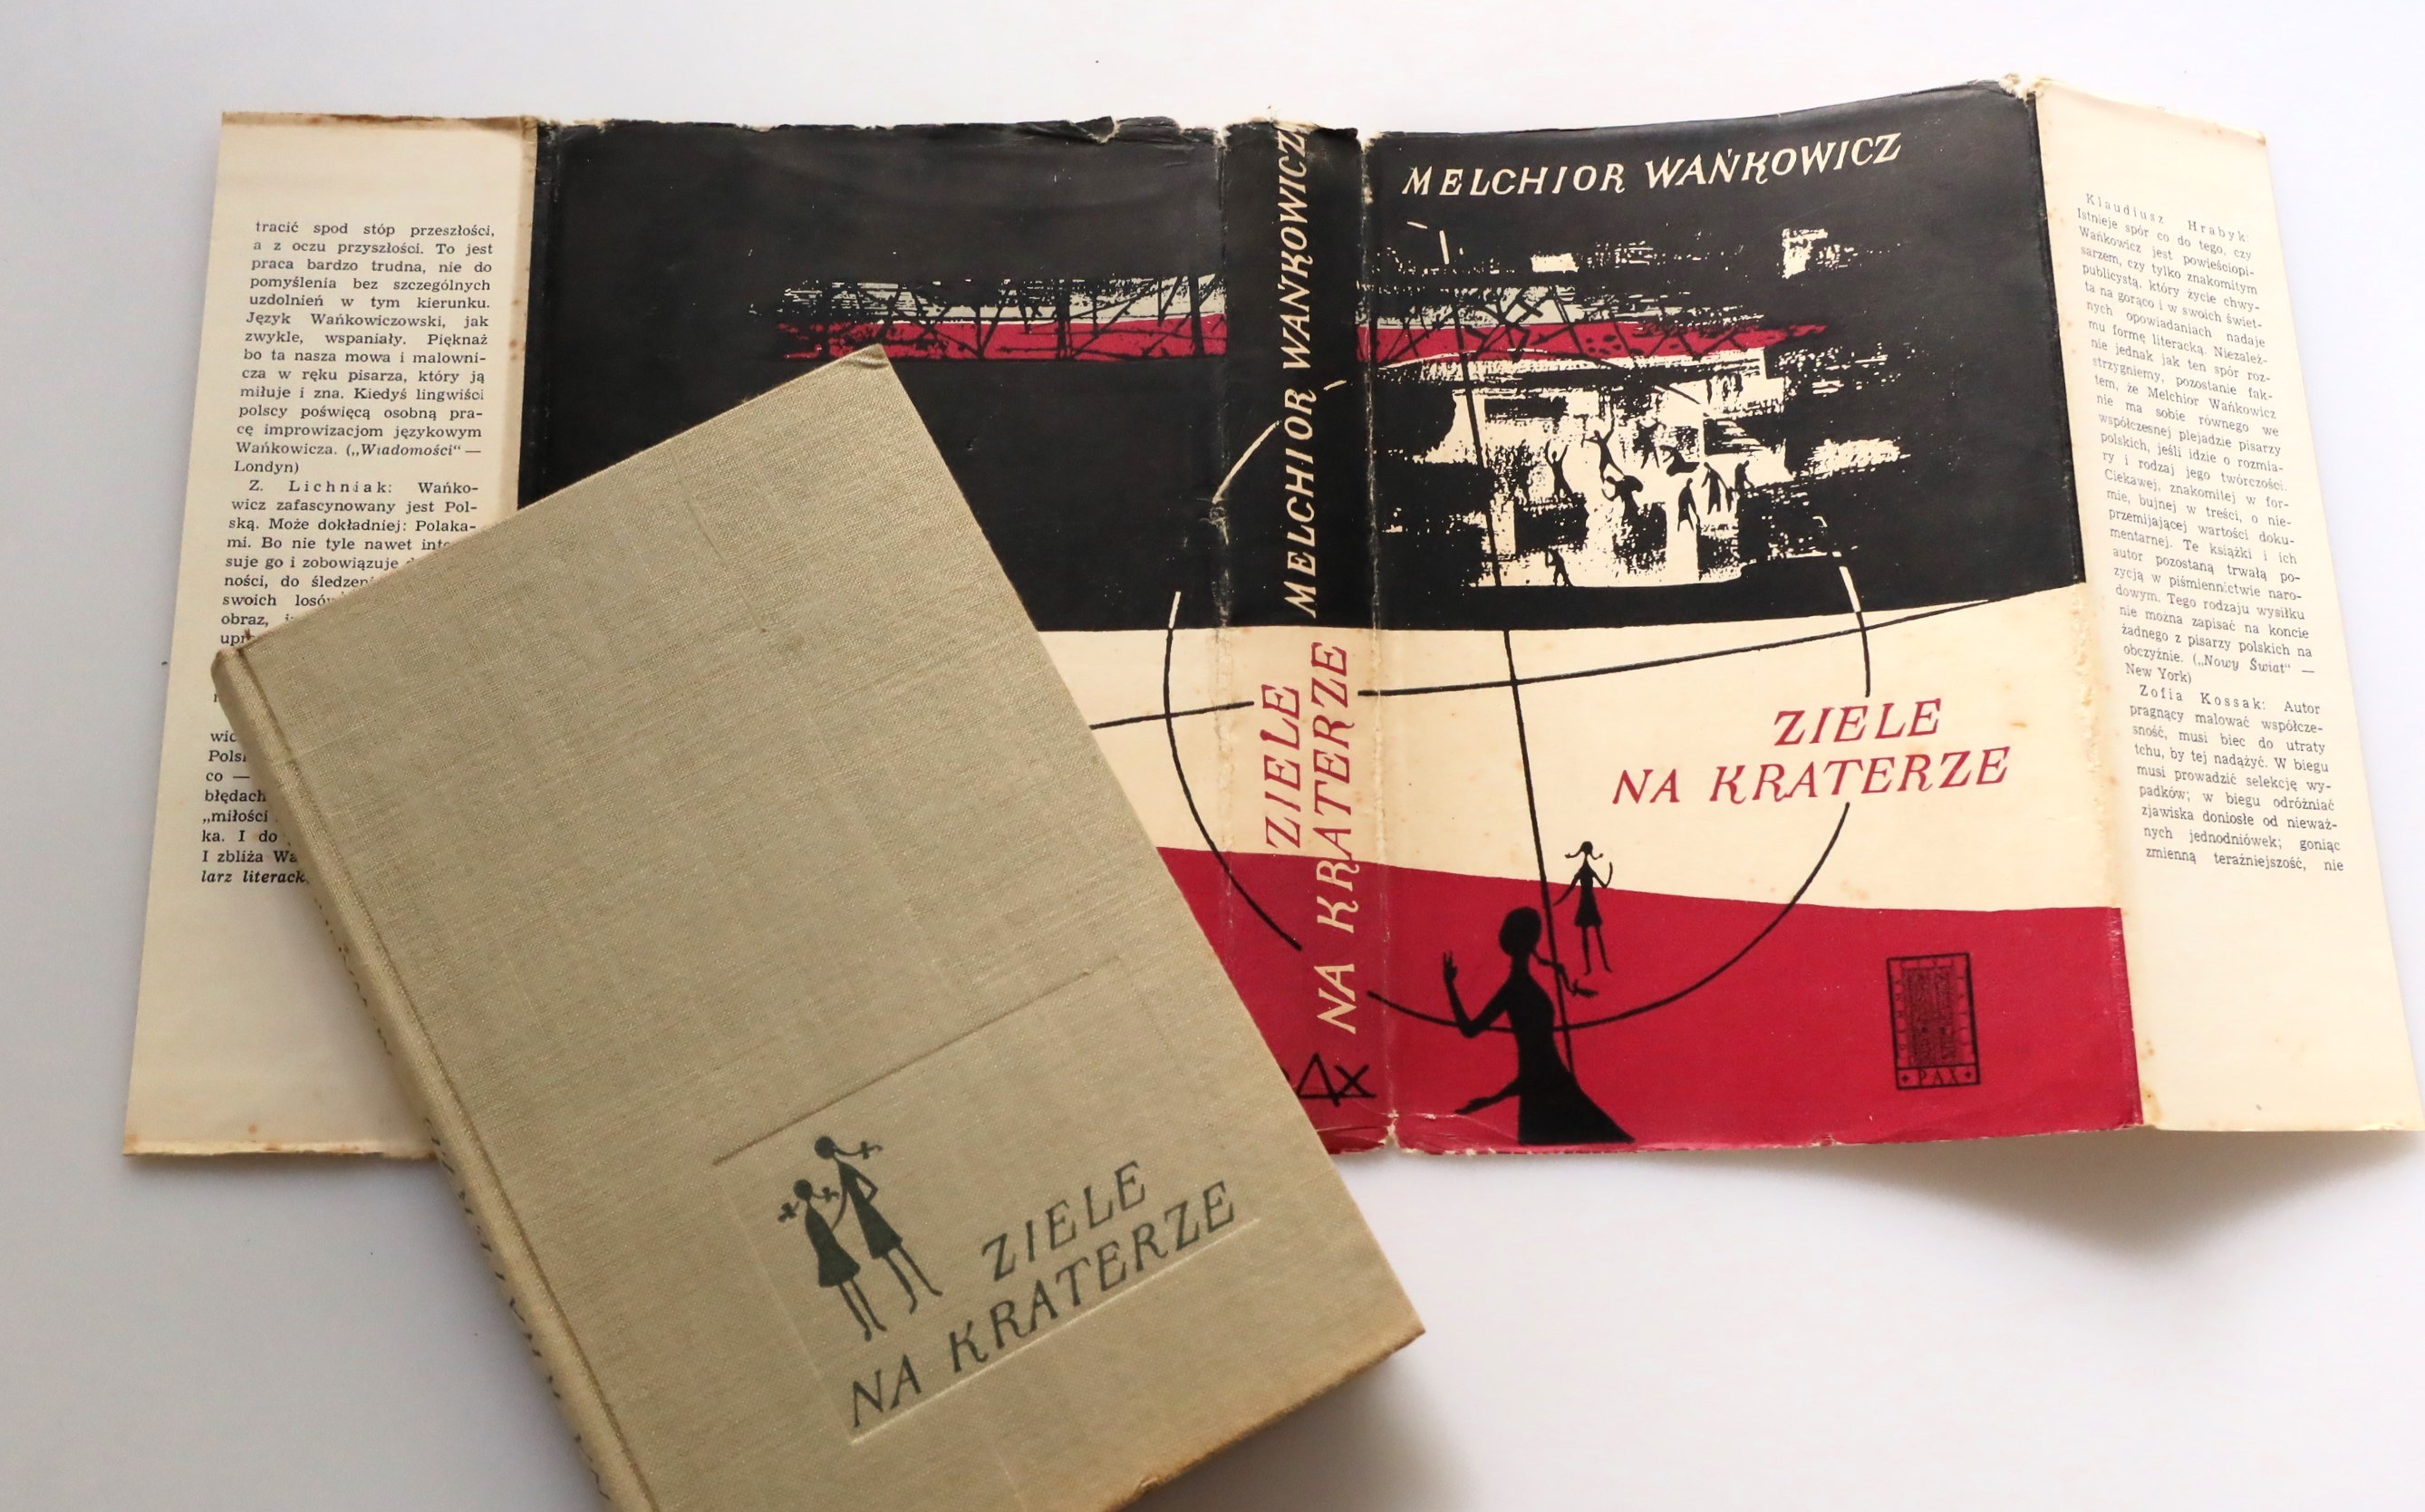 tracić spod stóp przeszłości,
a z oczu przyszłości. To jest
praca bardzo trudna, nie do
pomyślenia bez szczególnych
uzdolnień w tym kierunku.
Język Wańkowiczowski, jak
zwykle, wspaniały. Pięknaż
bo ta nasza mowa i malowni-
cza w ręku pisarza, który ją
miłuje i zna. Kiedyś lingwiści
polscy poświęcą osobną pra-
cę improwizacjom językowym
Wańkowicza. („Wiadomości" —
Londyn)
Z. Lichniak: Wańko-
wicz zafascynowany jest Pol-
ską. Może dokładniej: Polaka-
mi. Bo nie tyle nawet
suje go i zobowiązuje
ności, do
swoich
obraz,
co —
błędach
„miłości
ka. I do
I zbliża
larz
MELCHIOR WAŃKOWICZ
ZIELE
NA KRATERZE
MELCHIOR WAŃKOWICZ
ZIELE
NA KRATERZE
PAX
Klaudiusz Hrabyk:
Istnieje spór co do tego, czy
Wańkowicz jest powieściopi-
sarzem, czy tylko znakomitym
publicystą, który życie chwy-
ta na gorąco i w swoich świet-
nych opowiadaniach nadaje
mu formę literacką. Niezależ-
nie jednak jak ten spór roz-
strzygniemy, pozostanie fak-
tem, że Melchior Wańkowicz
nie ma sobie równego we
współczesnej plejadzie pisarzy
polskich, jeśli idzie o rozmia-
ry i rodzaj jego twórczości.
Ciekawej, znakomitej w for-
mie, bujnej w treści, o nie-
przemijającej wartości doku-
mentarnej. Te książki i ich
autor pozostaną trwałą po-
zycją w piśmiennictwie naro-
dowym. Tego rodzaju wysiłku
nie można zapisać na koncie
żadnego z pisarzy polskich na
obczyźnie. („Nowy Świat" —
New York)
Zofia Kossak: Autor
pragnący malować współcze-
sność, musi biec do utraty
tchu, by tej nadążyć. W biegu
musi prowadzić selekcję wy-
padków; w biegu odróżniać
zjawiska doniosłe od nieważ-
nych jednodniówek; goniąc
zmienną teraźniejszość, nie
ZIELE
NA KRATERZE